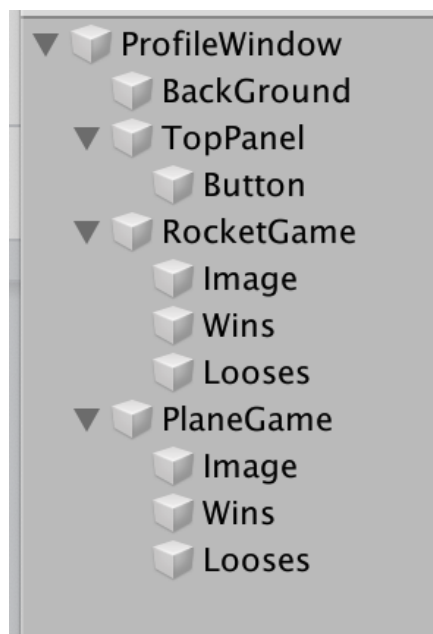 ProfileWindow
BackGround
TopPanel
Button
RocketGame
Image
Wins
Looses
PlaneGame
Image
Wins
Looses